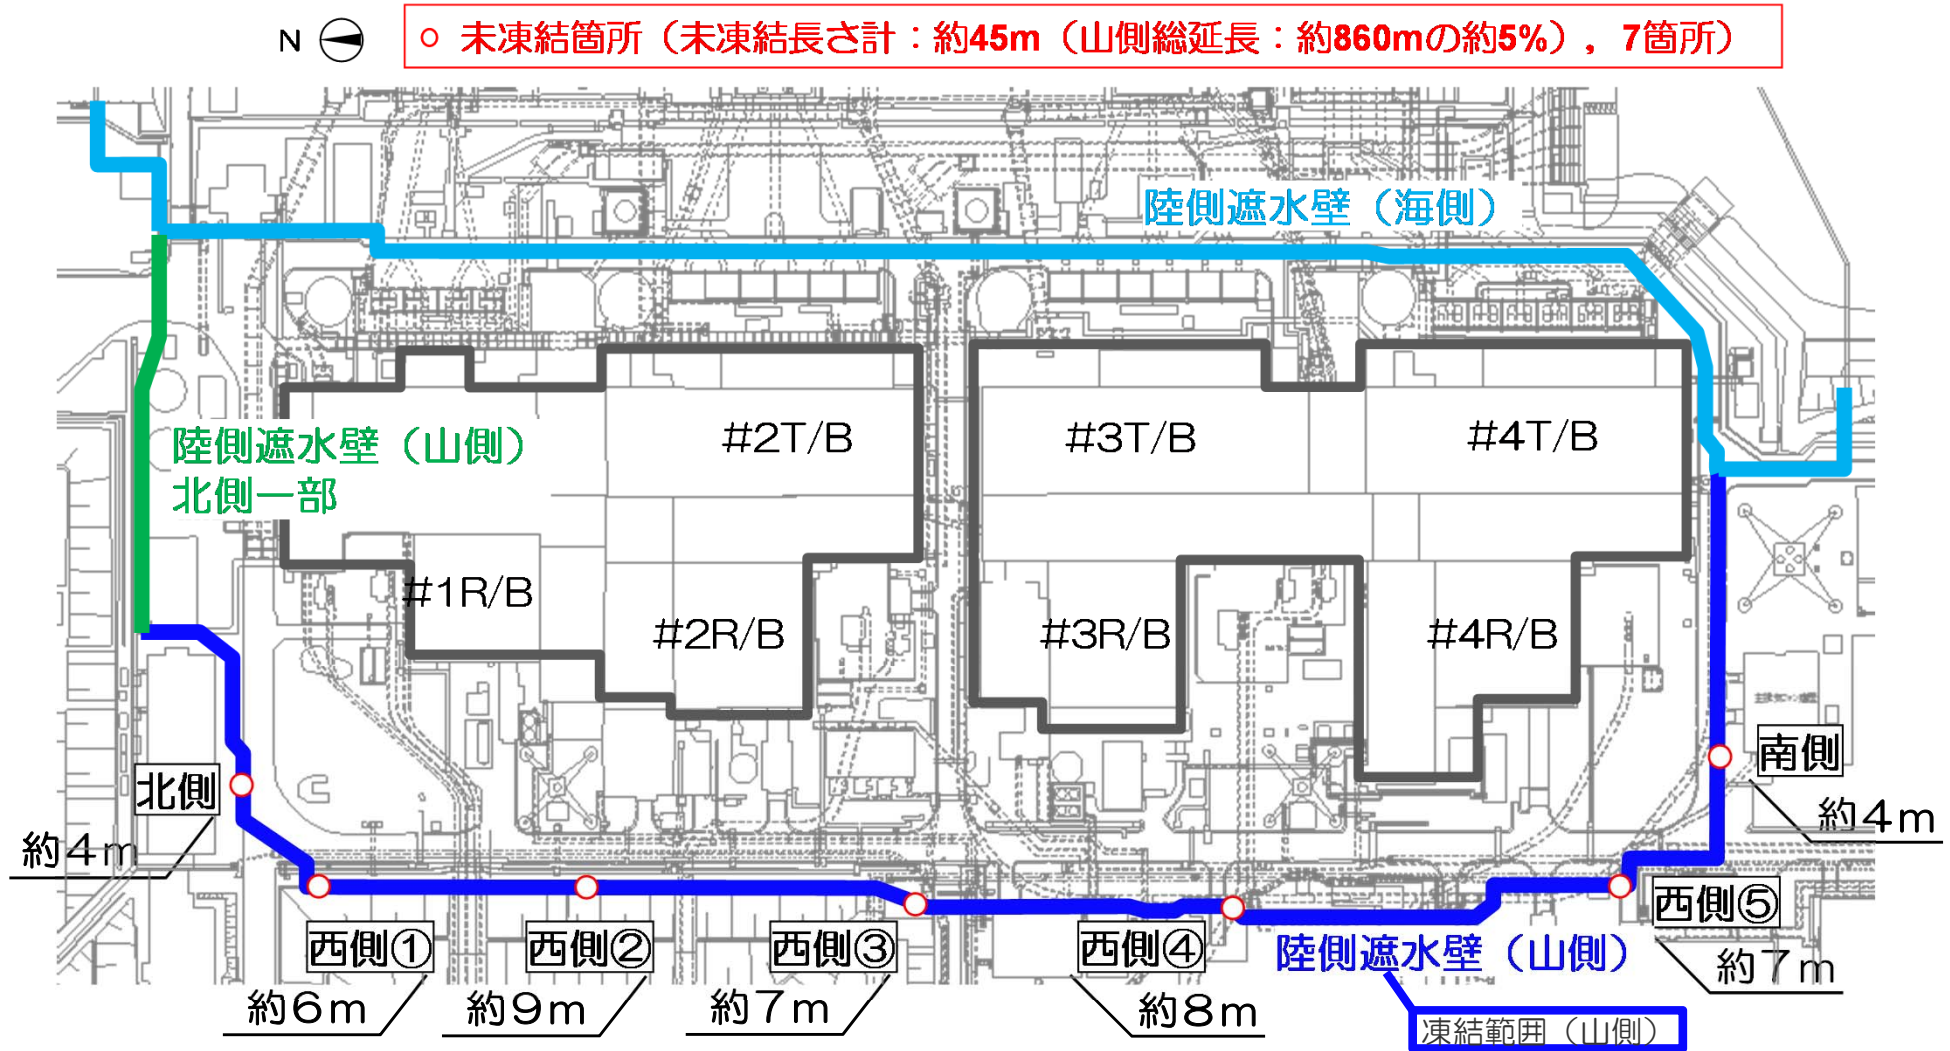 N
○ 未凍結箇所（未凍結長さ計：約45m（山側総延長：約860mの約5%），7箇所）
陸側遮水壁（海側）
陸側遮水壁（山側）
北側一部
#2T/B
#3T/B
#4T/B
#1R/B
#2R/B
#3R/B
#4R/B
北側
約4m
南側
約4m
西側①
約6m
西側②
約9m
西側③
約7m
西側④
約8m
西側⑤
約7m
陸側遮水壁（山側）
凍結範囲（山側）